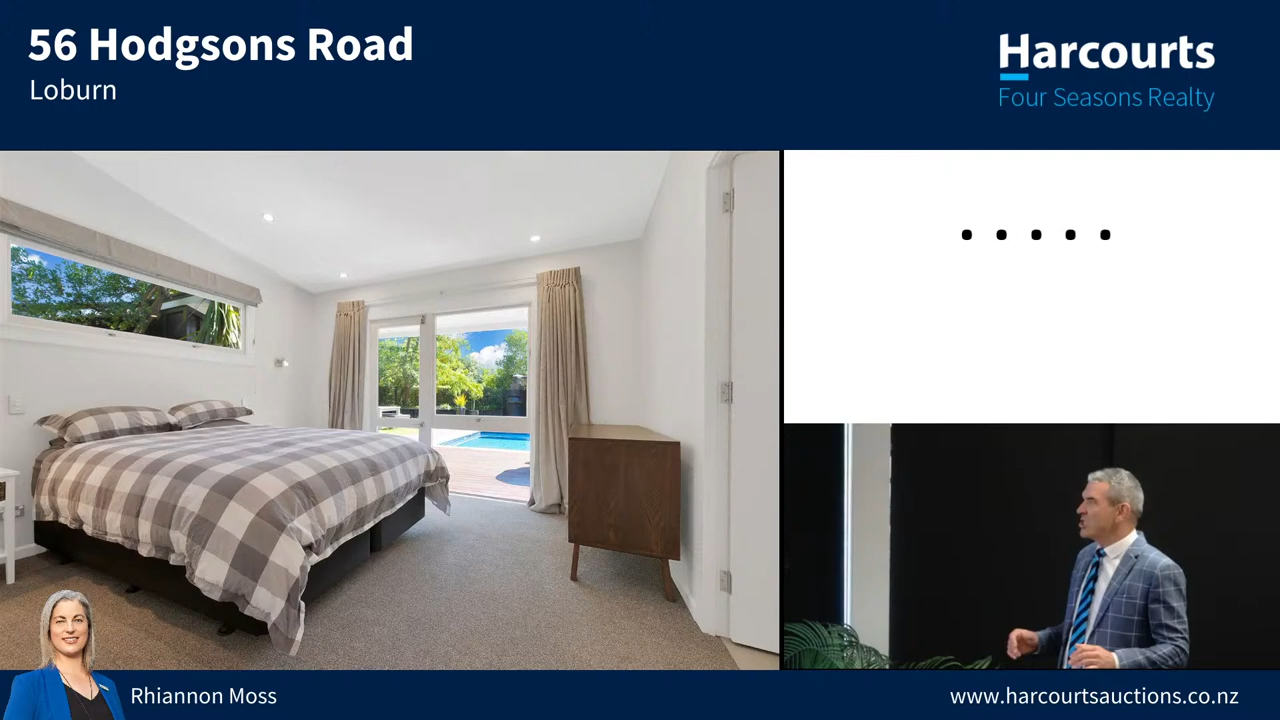 56 Hodgsons Road
Loburn
Harcourts
Four Seasons Realty
.....
Rhiannon Moss
www.harcourtsauctions.co.nz